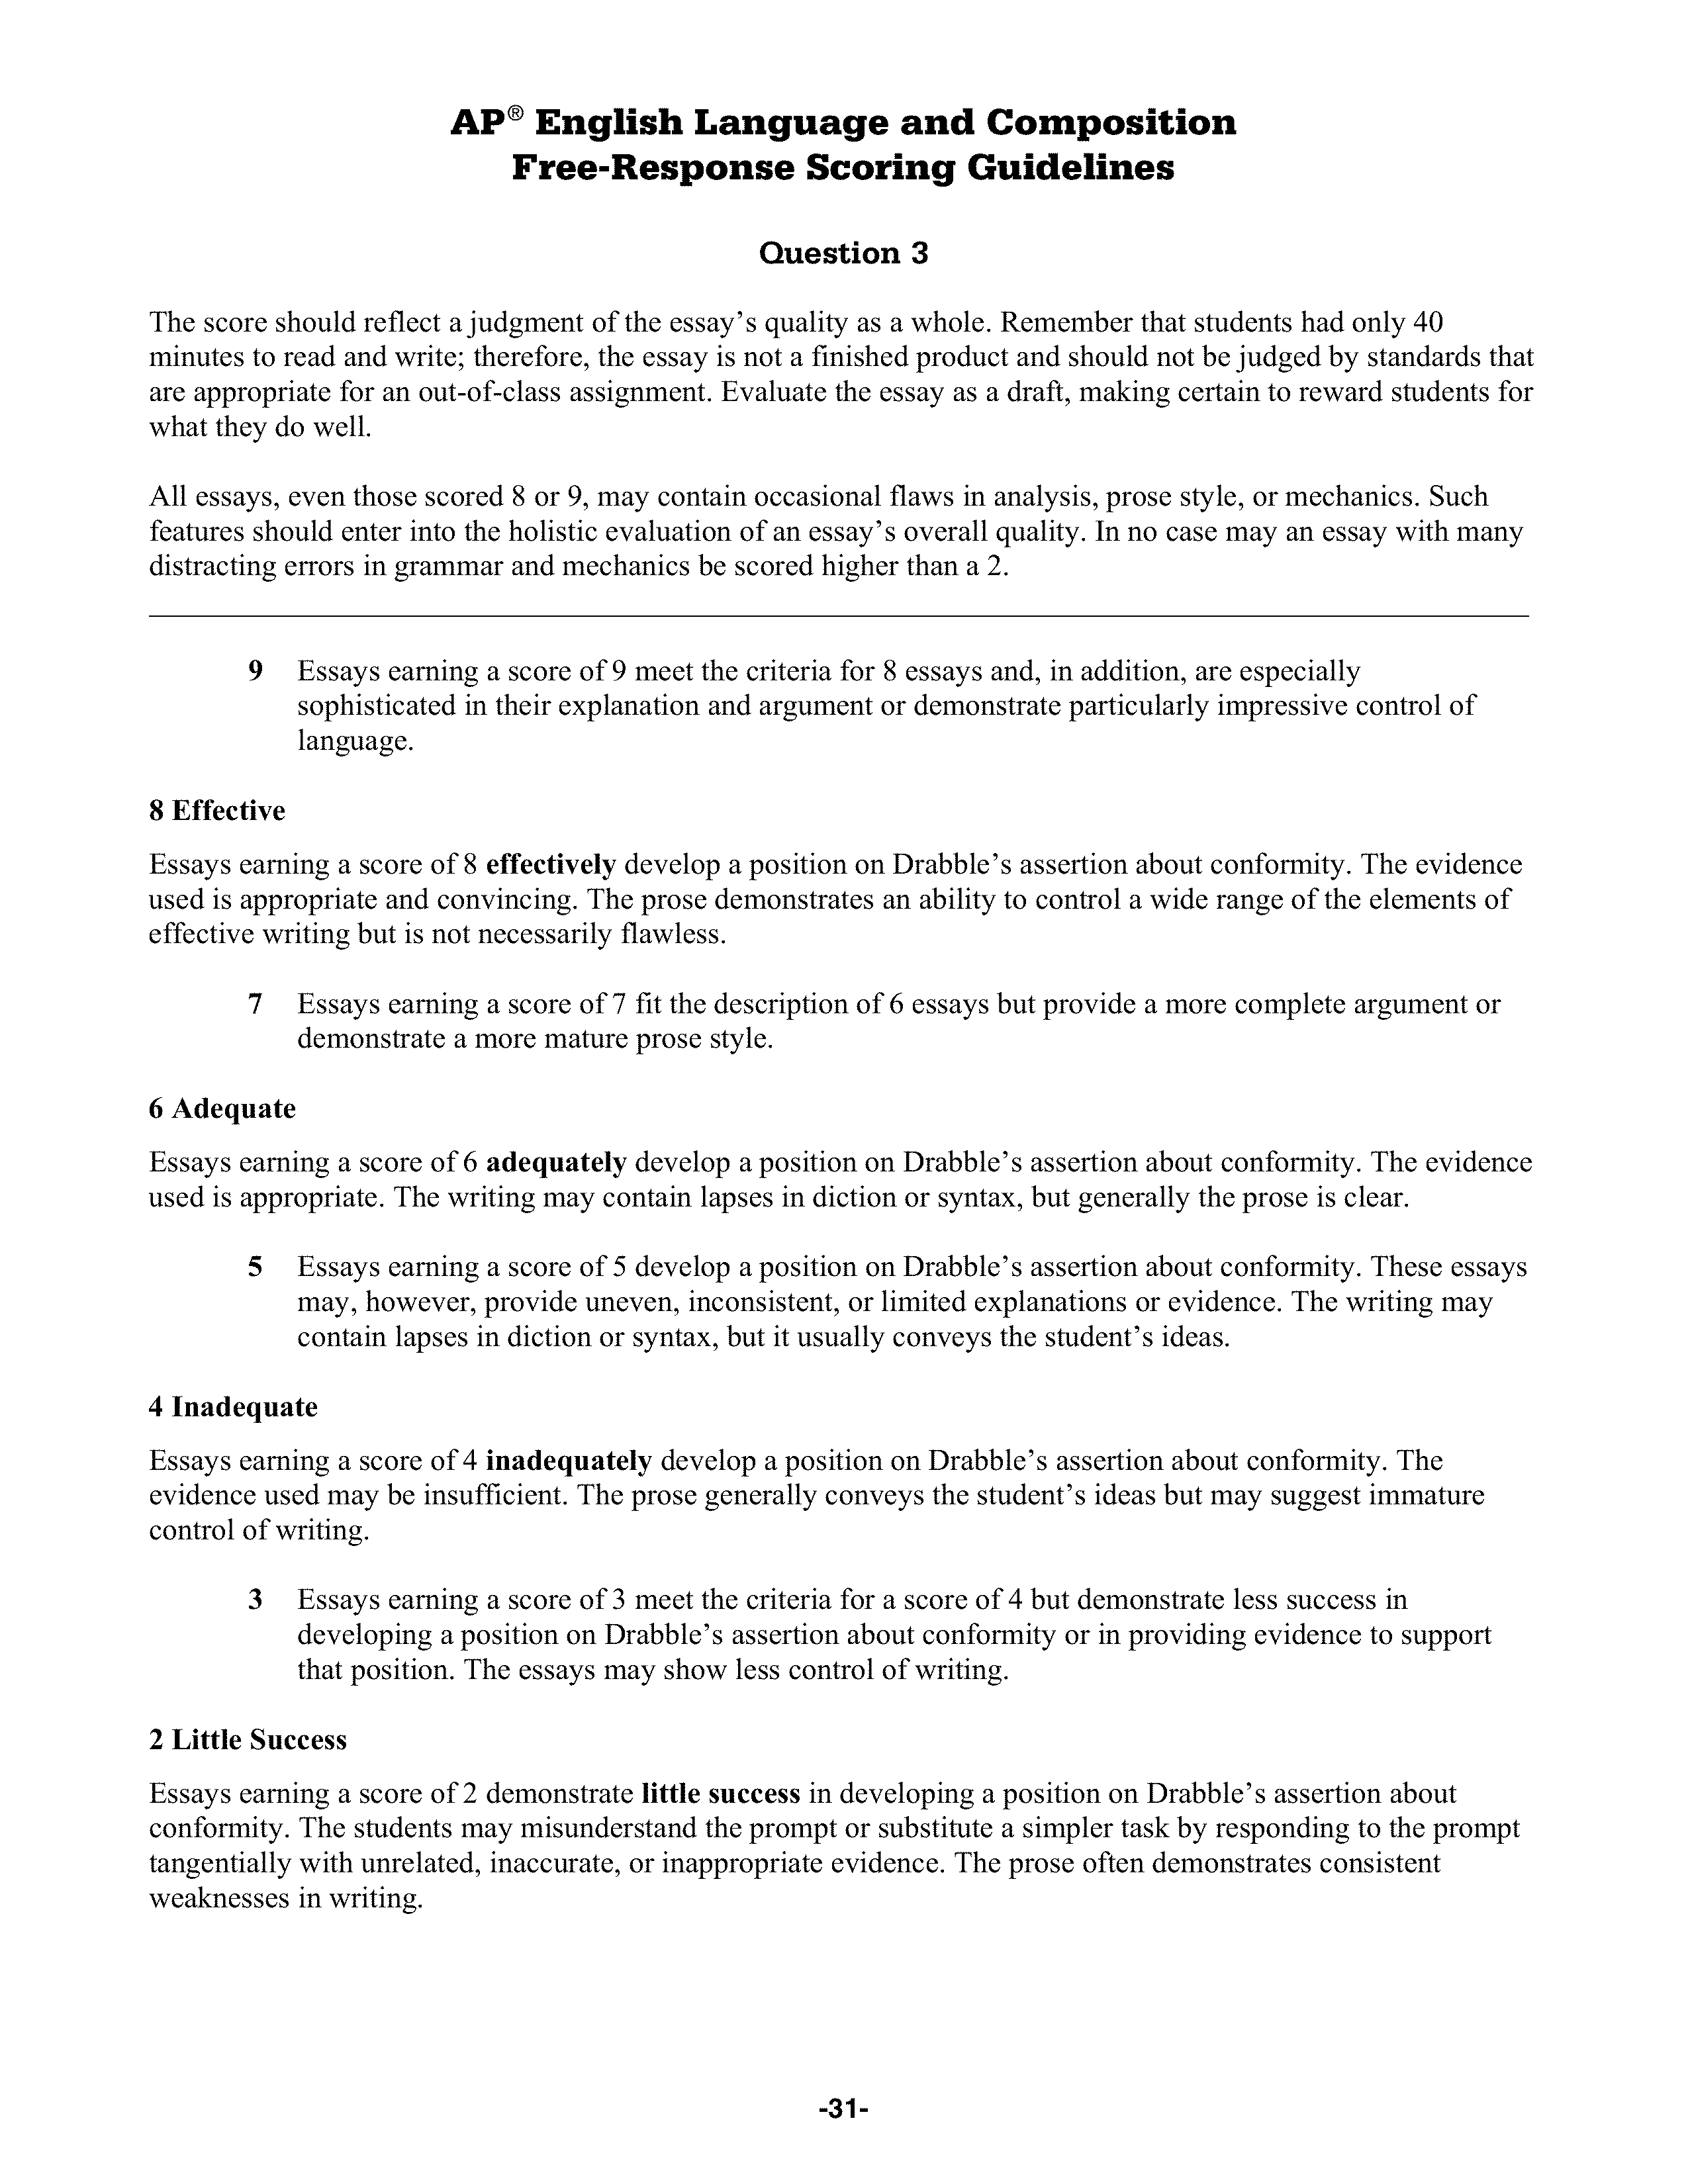 AP® English Language and Composition
Free-Response Scoring Guidelines
Question 3
The score should reflect a judgment of the essay’s quality as a whole. Remember that students had only 40
minutes to read and write; therefore, the essay is not a finished product and should not be judged by standards that
are appropriate for an out-of-class assignment. Evaluate the essay as a draft, making certain to reward students for
what they do well.
All essays, even those scored 8 or 9, may contain occasional flaws in analysis, prose style, or mechanics. Such
features should enter into the holistic evaluation of an essay’s overall quality. In no case may an essay with many
distracting errors in grammar and mechanics be scored higher than a 2.
9 Essays earning a score of 9 meet the criteria for 8 essays and, in addition, are especially
sophisticated in their explanation and argument or demonstrate particularly impressive control of
language.
8 Effective
Essays earning a score of 8 effectively develop a position on Drabble’s assertion about conformity. The evidence
used is appropriate and convincing. The prose demonstrates an ability to control a wide range of the elements of
effective writing but is not necessarily flawless.
7 Essays earning a score of 7 fit the description of 6 essays but provide a more complete argument or
demonstrate a more mature prose style.
6 Adequate
Essays earning a score of 6 adequately develop a position on Drabble’s assertion about conformity. The evidence
used is appropriate. The writing may contain lapses in diction or syntax, but generally the prose is clear.
5 Essays earning a score of 5 develop a position on Drabble’s assertion about conformity. These essays
may, however, provide uneven, inconsistent, or limited explanations or evidence. The writing may
contain lapses in diction or syntax, but it usually conveys the student’s ideas.
4 Inadequate
Essays earning a score of 4 inadequately develop a position on Drabble’s assertion about conformity. The
evidence used may be insufficient. The prose generally conveys the student’s ideas but may suggest immature
control of writing.
3 Essays earning a score of 3 meet the criteria for a score of 4 but demonstrate less success in
developing a position on Drabble’s assertion about conformity or in providing evidence to support
that position. The essays may show less control of writing.
2 Little Success
Essays earning a score of 2 demonstrate little success in developing a position on Drabble’s assertion about
conformity. The students may misunderstand the prompt or substitute a simpler task by responding to the prompt
tangentially with unrelated, inaccurate, or inappropriate evidence. The prose often demonstrates consistent
weaknesses in writing.
-31-